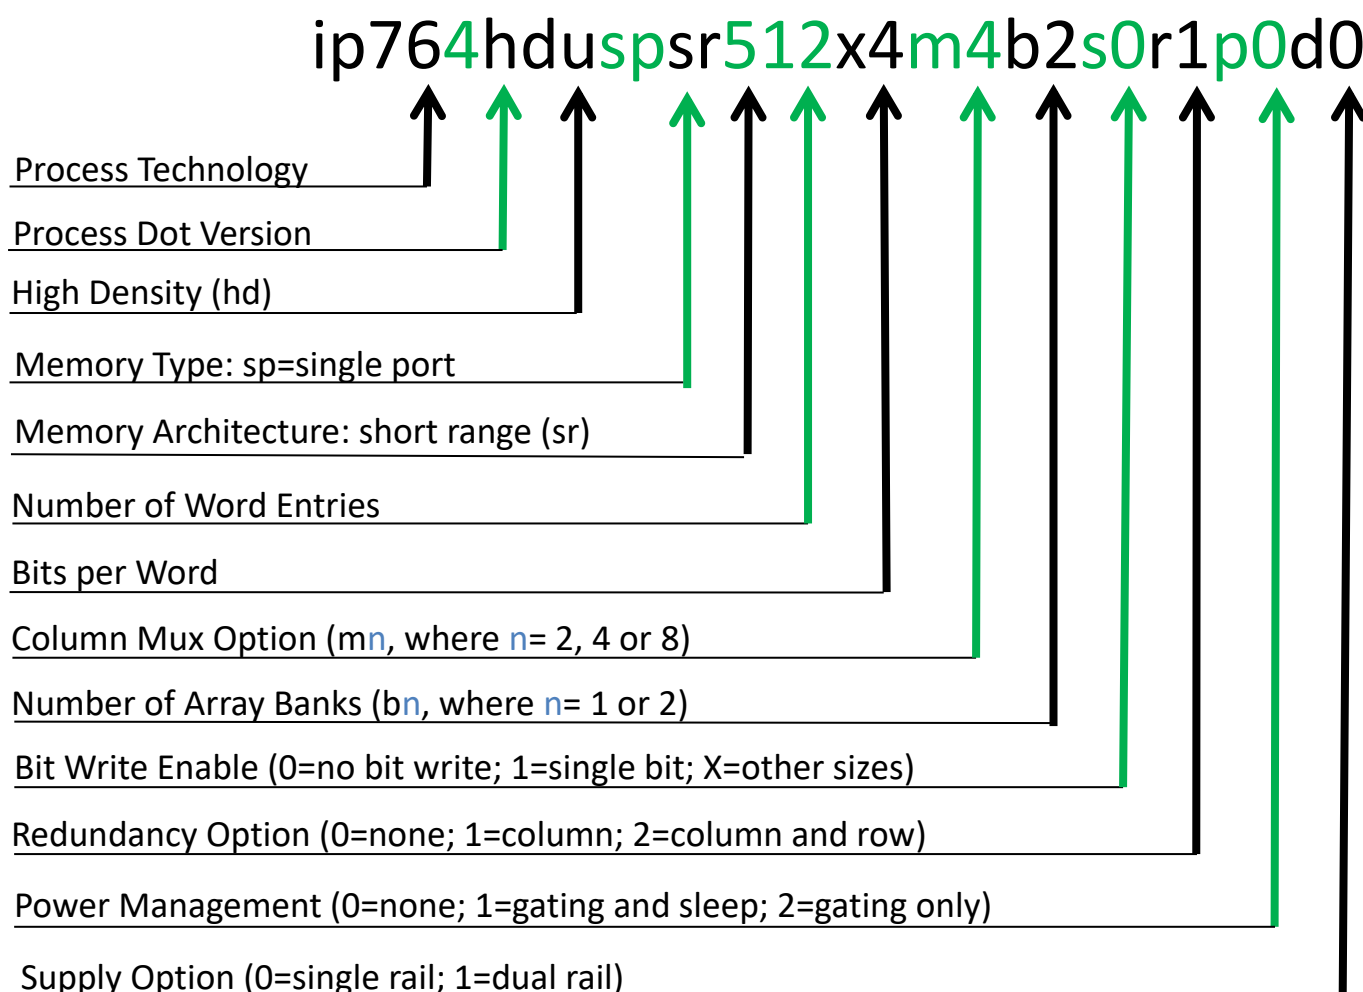 ip764hduspsr512x4m4b2s0r1p0d0
Process Technology
Process Dot Version
High Density (hd)
Memory Type: sp=single port
Memory Architecture: short range (sr)
Number of Word Entries
Bits per Word
Column Mux Option (mn, where n= 2, 4 or 8)
Number of Array Banks (bn, where n= 1 or 2)
Bit Write Enable (0=no bit write; 1=single bit; X=other sizes)
Redundancy Option (0=none; 1=column; 2=column and row)
Power Management (0=none; 1=gating and sleep; 2=gating only)
Supply Option (0=single rail; 1=dual rail)